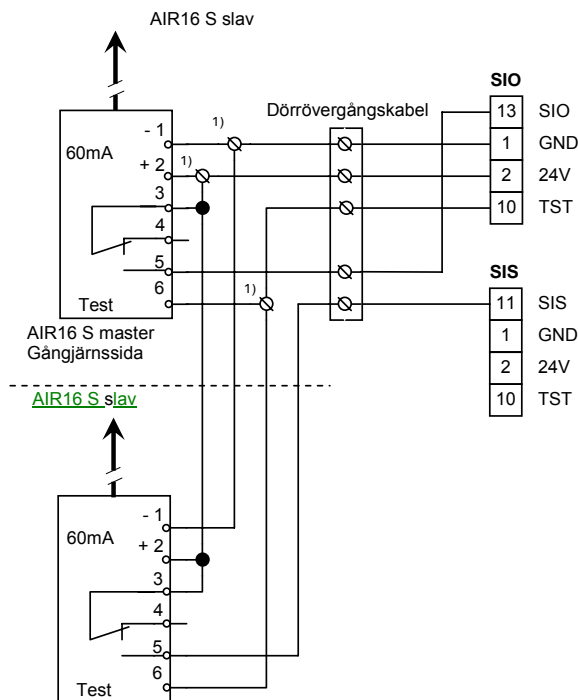 AIR16 S slav
SIO
Dörrövergångskabel
13 SIO
- 1 1) 1 GND
60mA
+ 2 1) 2 24V
3 10 TST
4
5 SIS
6 1) 11 SIS
Test
AIR16 S master
Gångjärnssida
1 GND
2 24V
10 TST
AIR16 S slav
- 1
60mA
+ 2
3
4
5
6
Test